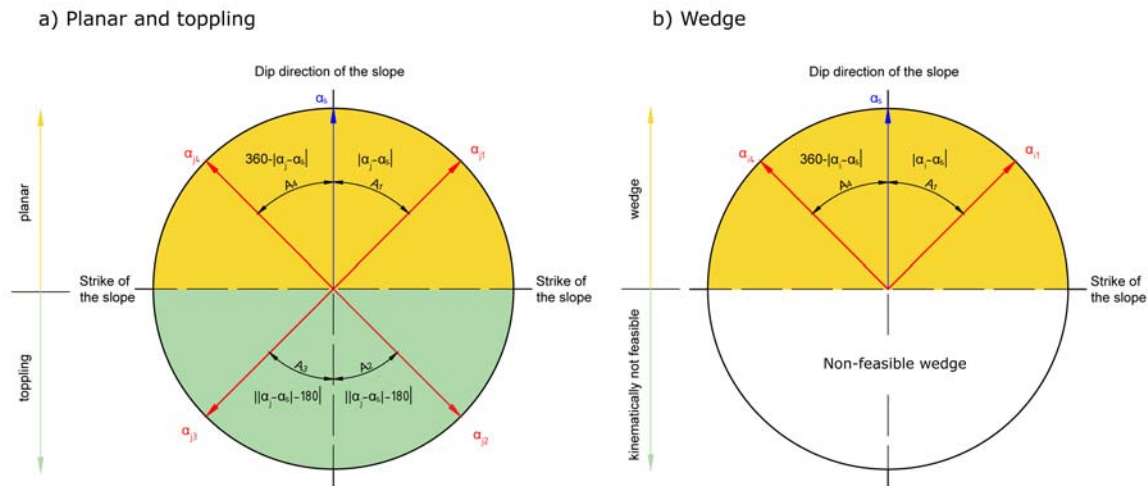 a) Planar and toppling
b) Wedge
Dip direction of the slope
αs
αj4
360-|αj-αs|
|αj-αs|
αj1
A4
A1
planar
Strike of
the slope
Strike of
the slope
toppling
A3
A2
||αj-αs|-180|
||αj-αs|-180|
αj3
αj2
Dip direction of the slope
αs
αi4
360-|αi-αs|
|αi-αs|
αi1
A4
A1
wedge
Strike of
the slope
kinematically not feasible
Non-feasible wedge